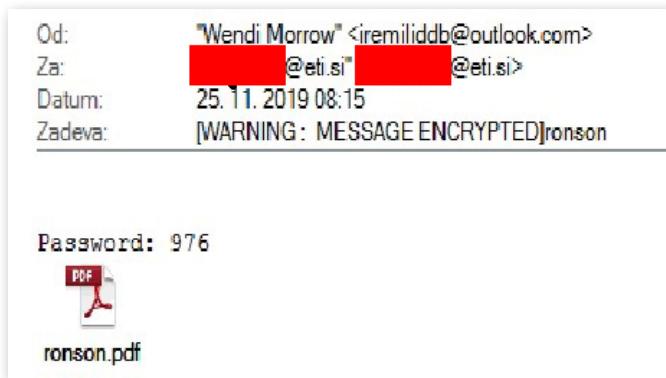 Od: "Wendi Morrow" <iremiliddb@outlook.com>
Za: @eti.si" @eti.si>
Datum: 25. 11. 2019 08:15
Zadeva: [WARNING : MESSAGE ENCRYPTED]ronson
Password: 976
PDF
ronson.pdf